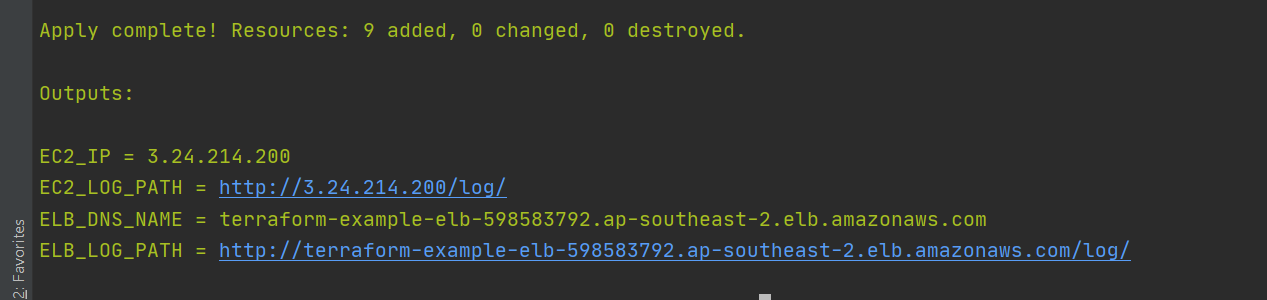 Apply complete! Resources: 9 added, 0 changed, 0 destroyed.
Outputs:
EC2_IP = 3.24.214.200
EC2_LOG_PATH = http://3.24.214.200/log/
ELB_DNS_NAME = terraform-example-elb-598583792.ap-southeast-2.elb.amazonaws.com
ELB_LOG_PATH = http://terraform-example-elb-598583792.ap-southeast-2.elb.amazonaws.com/log/
2: Favorites